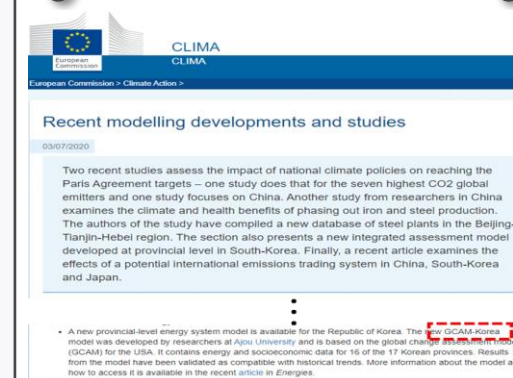 European
Commission
CLIMA
CLIMA
European Commission > Climate Action >
Recent modelling developments and studies
03/07/2020
Two recent studies assess the impact of national climate policies on reaching the
Paris Agreement targets – one study does that for the seven highest CO2 global
emitters and one study focuses on China. Another study from researchers in China
examines the climate and health benefits of phasing out iron and steel production.
The authors of the study have compiled a new database of steel plants in the Beijing-
Tianjin-Hebei region. The section also presents a new integrated assessment model
developed at provincial level in South-Korea. Finally, a recent article examines the
effects of a potential international emissions trading system in China, South-Korea
and Japan.
• A new provincial-level energy system model is available for the Republic of Korea. The new GCAM-Korea
model was developed by researchers at Ajou University and is based on the global change assessment model
(GCAM) for the USA. It contains energy and socioeconomic data for 16 of the 17 Korean provinces. Results
from the model have been validated as compatible with historical trends. More information about the model a
how to access it is available in the recent article in Energies.